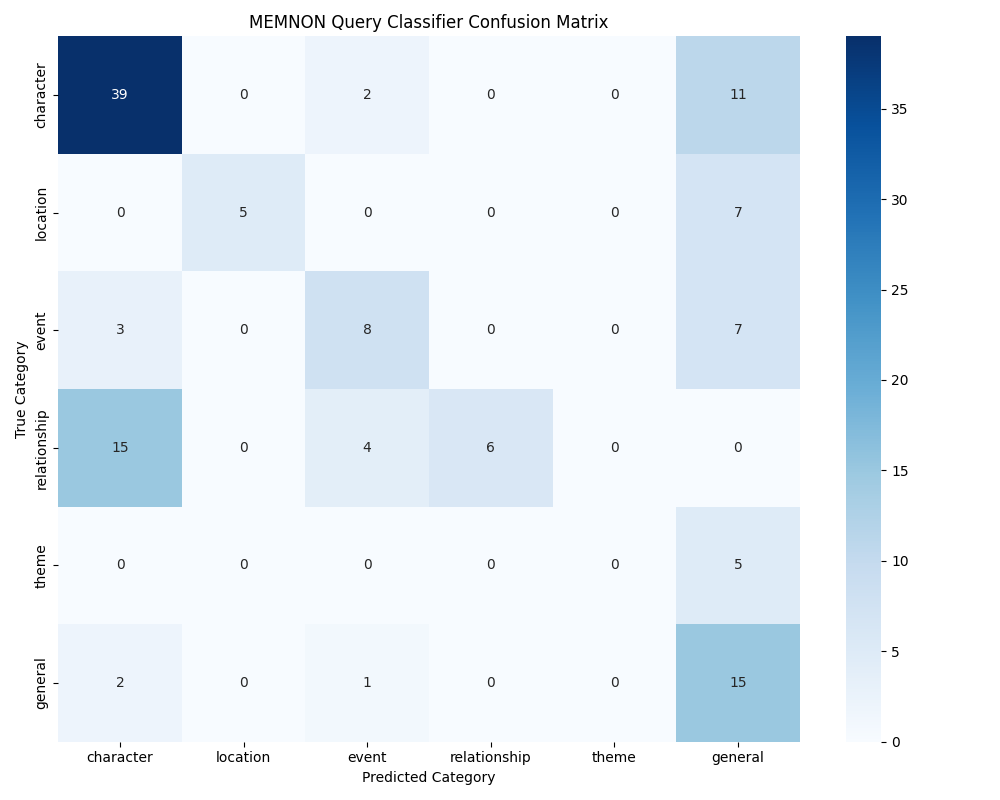 MEMNON Query Classifier Confusion Matrix
True Category
character 39 0 2 0 0 11
location 0 5 0 0 0 7
event 3 0 8 0 0 7
relationship 15 0 4 6 0 0
theme 0 0 0 0 0 5
general 2 0 1 0 0 15
character location event relationship theme general
Predicted Category
35
30
25
20
15
10
5
0